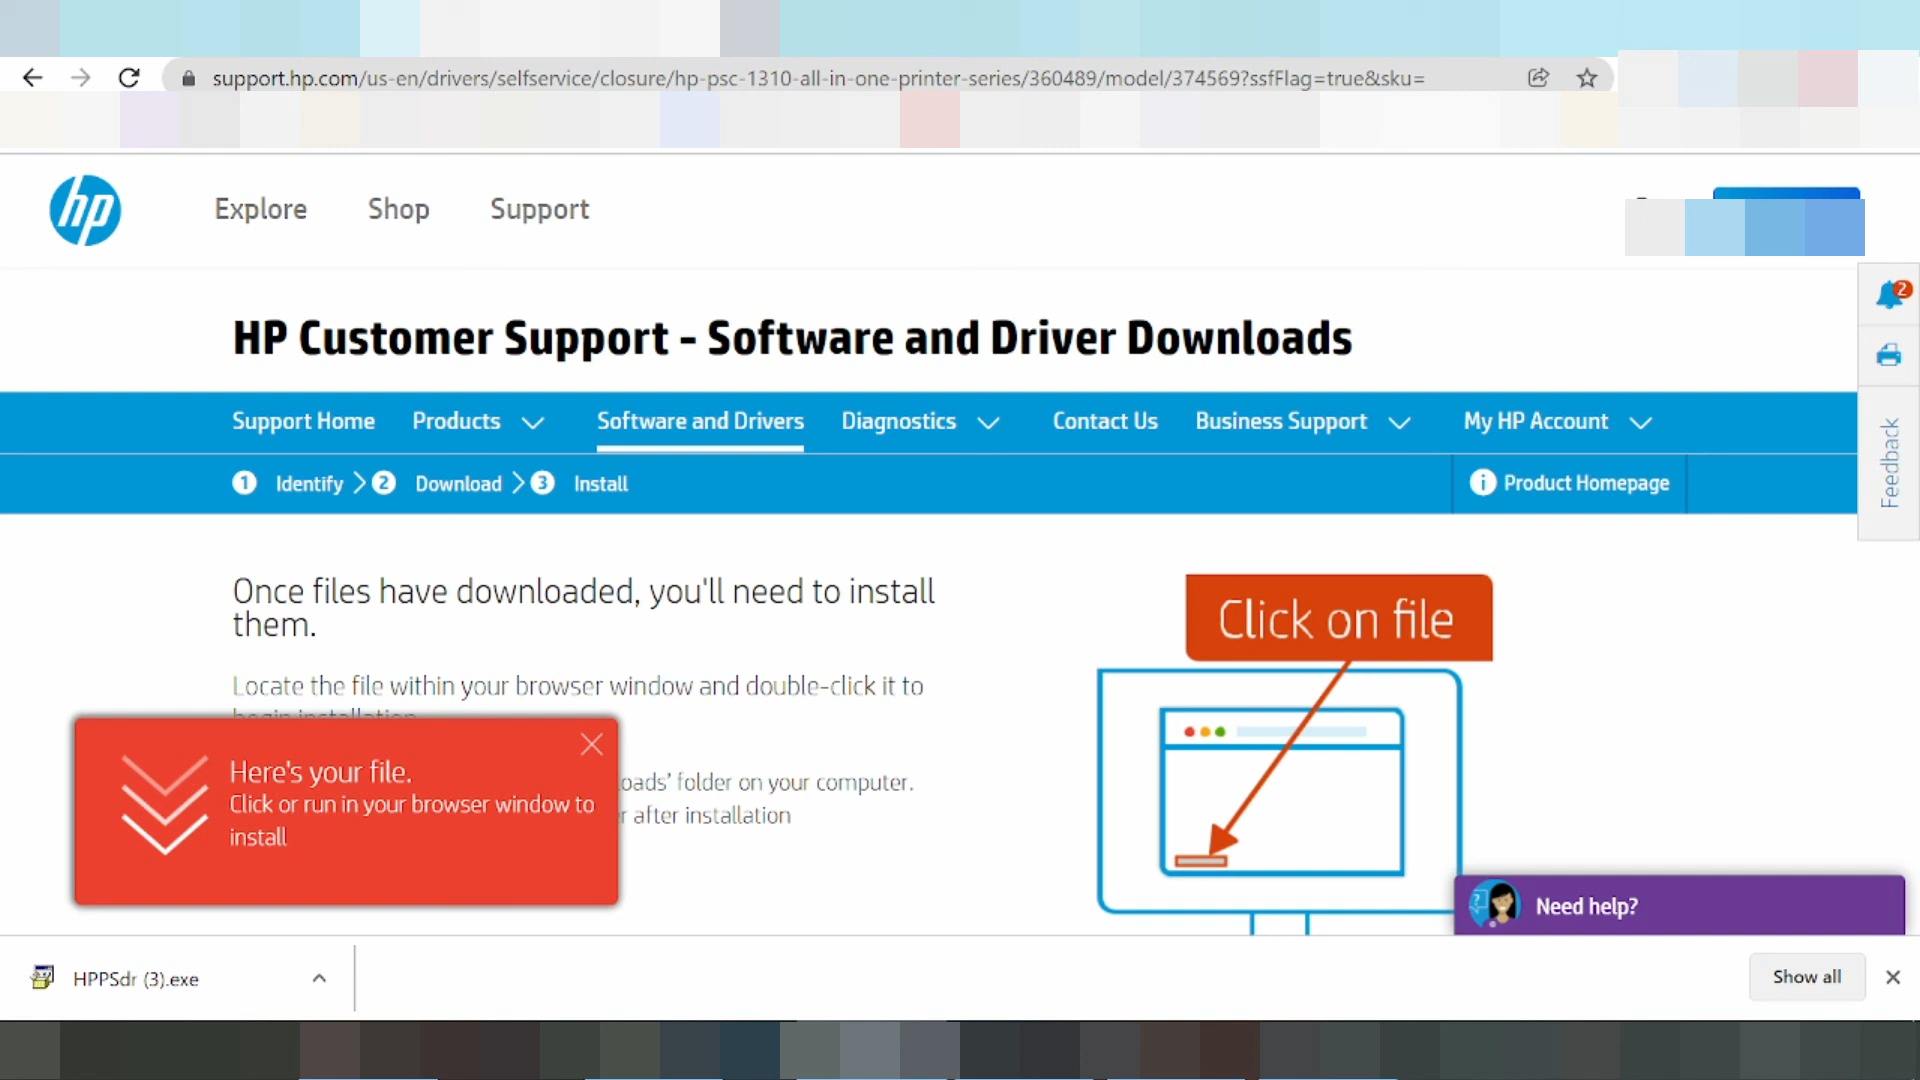 support.hp.com/us-en/drivers/selfservice/closure/hp-psc-1310-all-in-one-printer-series/360489/model/374569?ssfFlag=true&sku=
hp
Explore Shop Support
2
HP Customer Support - Software and Driver Downloads
Support Home Products Software and Drivers Diagnostics Contact Us Business Support My HP Account
1 Identify 2 Download 3 Install
i Product Homepage
Feedback
Once files have downloaded, you'll need to install
them.
Locate the file within your browser window and double-click it to
begin installation
oads' folder on your computer.
r after installation
Here's your file.
Click or run in your browser window to
install
Click on file
? Need help?
HPPSdr (3).exe
Show all